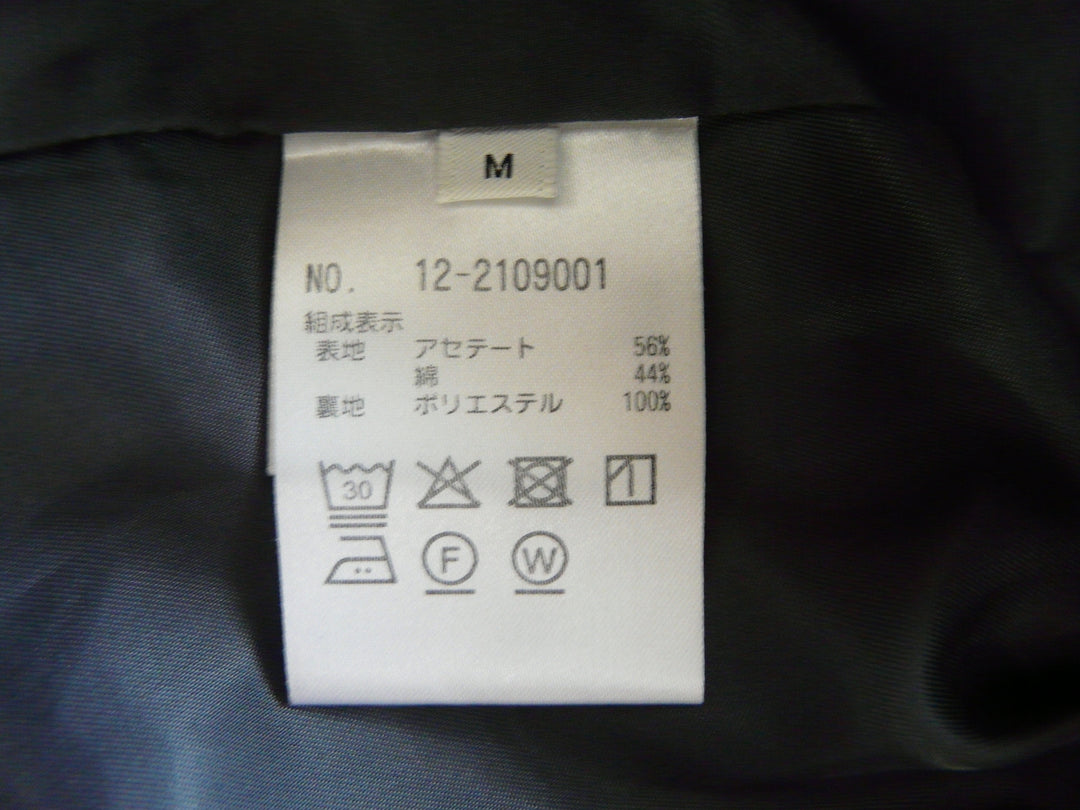 M
NO. 12-2109001
組成表示
表地 アセテート 56%
綿 44%
裏地 ポリエステル 100%
30
F W